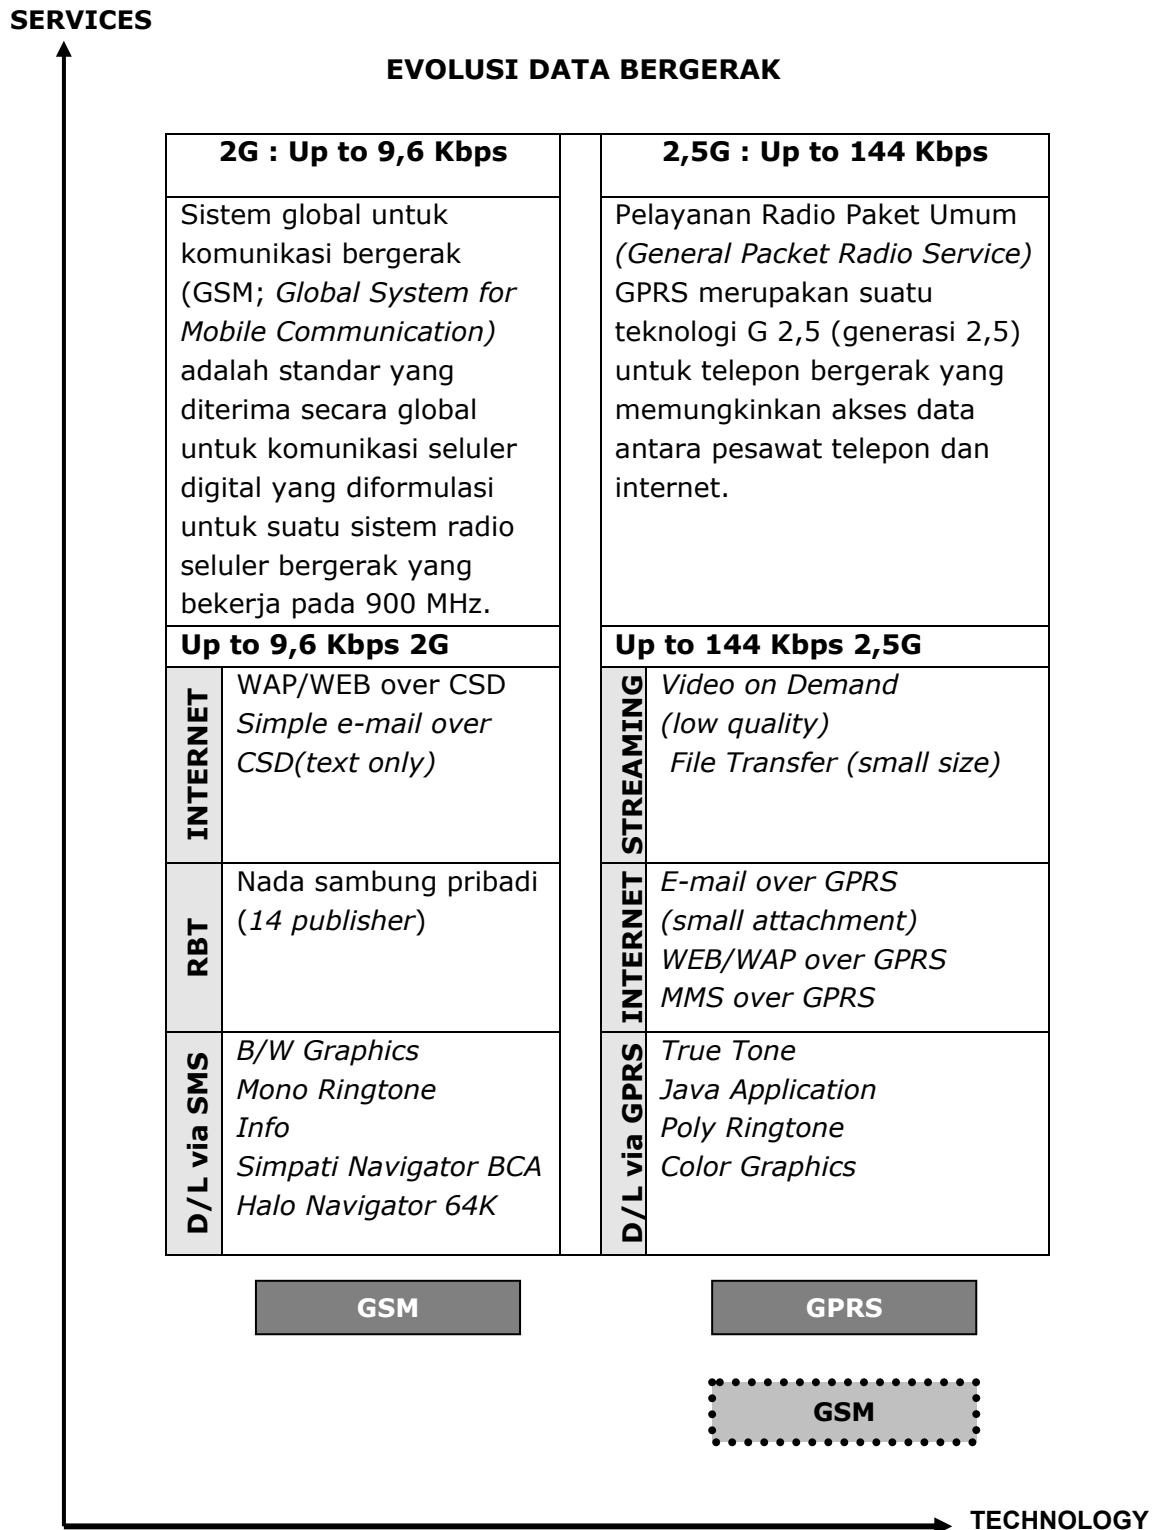 SERVICES
EVOLUSI DATA BERGERAK
2G : Up to 9,6 Kbps
Sistem global untuk
komunikasi bergerak
(GSM; Global System for
Mobile Communication)
adalah standar yang
diterima secara global
untuk komunikasi seluler
digital yang diformulasi
untuk suatu sistem radio
seluler bergerak yang
bekerja pada 900 MHz.
Up to 9,6 Kbps 2G
INTERNET
WAP/WEB over CSD
Simple e-mail over
CSD(text only)
RBT
Nada sambung pribadi
(14 publisher)
D/L via SMS
B/W Graphics
Mono Ringtone
Info
Simpati Navigator BCA
Halo Navigator 64K
GSM
2,5G : Up to 144 Kbps
Pelayanan Radio Paket Umum
(General Packet Radio Service)
GPRS merupakan suatu
teknologi G 2,5 (generasi 2,5)
untuk telepon bergerak yang
memungkinkan akses data
antara pesawat telepon dan
internet.
Up to 144 Kbps 2,5G
STREAMING
Video on Demand
(low quality)
File Transfer (small size)
INTERNET
E-mail over GPRS
(small attachment)
WEB/WAP over GPRS
MMS over GPRS
D/L via GPRS
True Tone
Java Application
Poly Ringtone
Color Graphics
GPRS
GSM
TECHNOLOGY